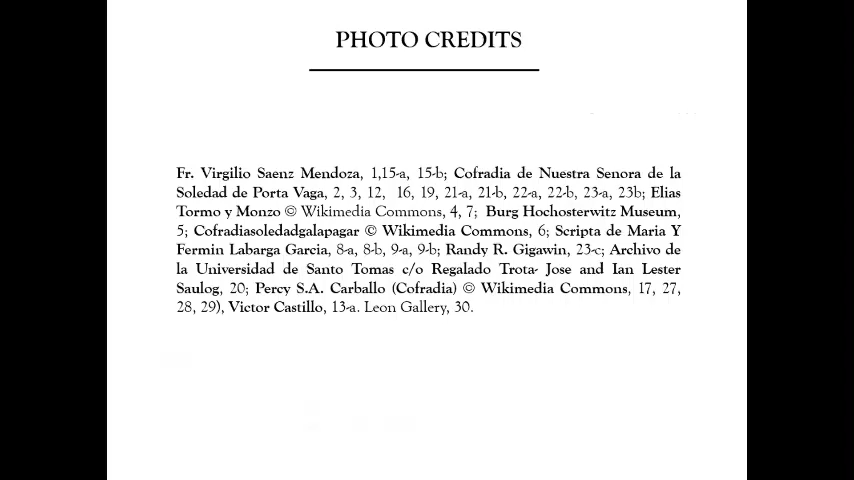 PHOTO CREDITS
Fr. Virgilio Saenz Mendoza, 1,15-a, 15-b; Cofradia de Nuestra Senora de la
Soledad de Porta Vaga, 2, 3, 12, 16, 19, 21-a, 21-b, 22-a, 22-b, 23-a, 23b; Elias
Tormo y Monzo © Wikimedia Commons, 4, 7; Burg Hochosterwitz Museum,
5; Cofradiasoledadgalapagar © Wikimedia Commons, 6; Scripta de Maria Y
Fermin Labarga Garcia, 8-a, 8-b, 9-a, 9-b; Randy R. Gigawin, 23-c; Archivo de
la Universidad de Santo Tomas c/o Regalado Trota- Jose and Ian Lester
Saulog, 20; Percy S.A. Carballo (Cofradia) © Wikimedia Commons, 17, 27,
28, 29), Victor Castillo, 13-a. Leon Gallery, 30.